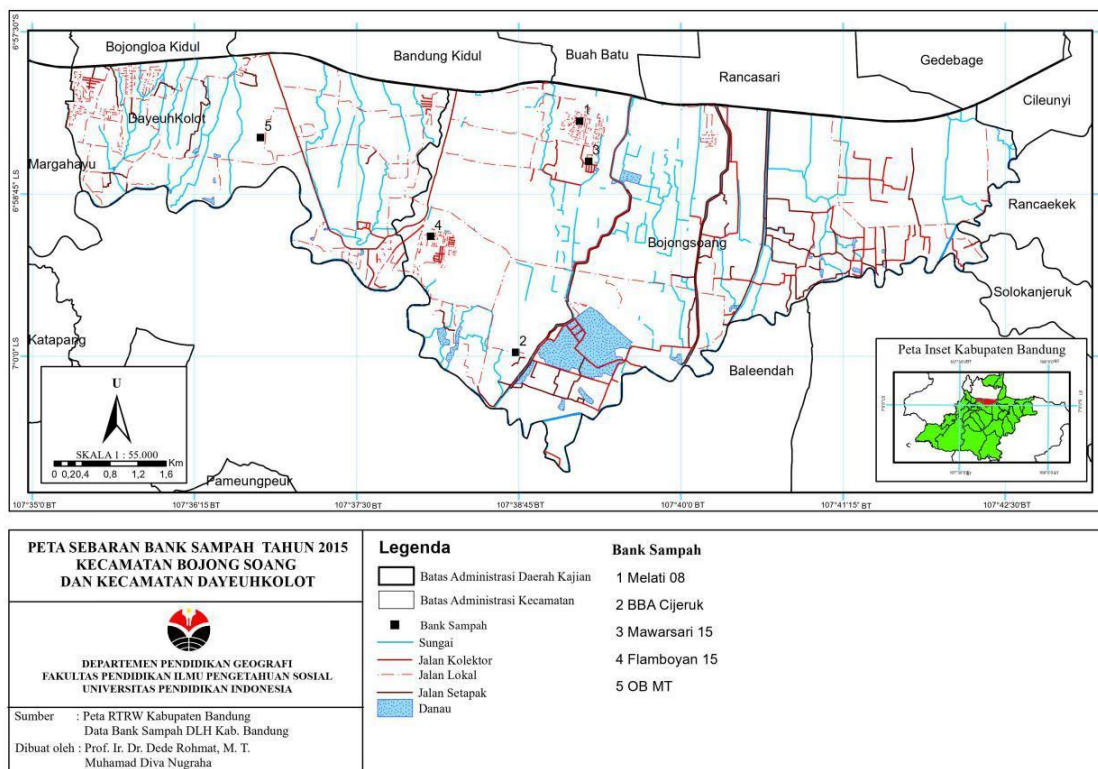 6°57'30"S
Bojongloa Kidul
Bandung Kidul
Buah Batu
Rancasari
Gedebage
Cileunyi
DayeuhKolot
5
1
3
Margahayu
6°58'45" LS
Rancaekek
4
Bojongsoang
Solokanjeruk
Katapang
2
7°0'0" LS
Baleendah
Peta Inset Kabupaten Bandung
U
SKALA 1 : 55.000
0 0,20,4 0,8 1,2 1,6 Km
Pameungpeuk
107°35'0 BT
107°36'15 BT
107°37'30 BT
107°38'45 BT
107°40'0 BT
107°41'15 BT
107°42'30 BT
PETA SEBARAN BANK SAMPAH TAHUN 2015
KECAMATAN BOJONG SOANG
DAN KECAMATAN DAYEUHKOLOT
DEPARTEMEN PENDIDIKAN GEOGRAFI
FAKULTAS PENDIDIKAN ILMU PENGETAHUAN SOSIAL
UNIVERSITAS PENDIDIKAN INDONESIA
Sumber : Peta RTRW Kabupaten Bandung
Data Bank Sampah DLH Kab. Bandung
Dibuat oleh : Prof. Ir. Dr. Dede Rohmat, M. T.
Muhamad Diva Nugraha
Legenda
Batas Administrasi Daerah Kajian
Batas Administrasi Kecamatan
Bank Sampah
Sungai
Jalan Kolektor
Jalan Lokal
Jalan Setapak
Danau
Bank Sampah
1 Melati 08
2 BBA Cijeruk
3 Mawarsari 15
4 Flamboyan 15
5 OB MT